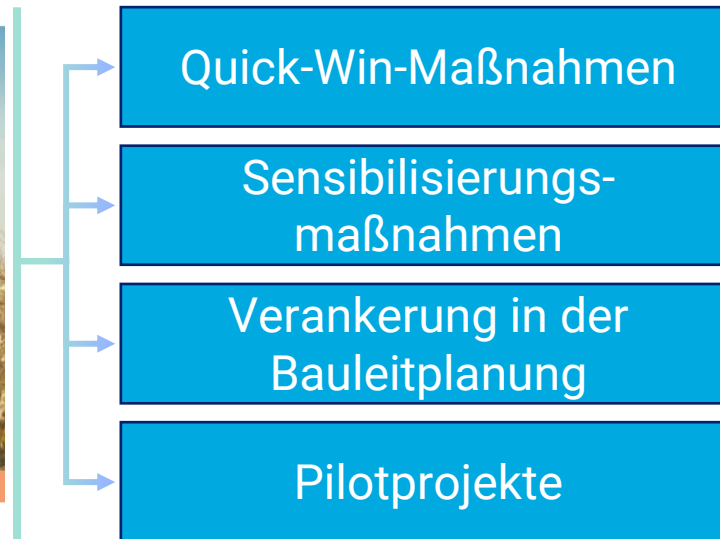 Quick-Win-Maßnahmen
Sensibilisierungs-
maßnahmen
Verankerung in der
Bauleitplanung
Pilotprojekte